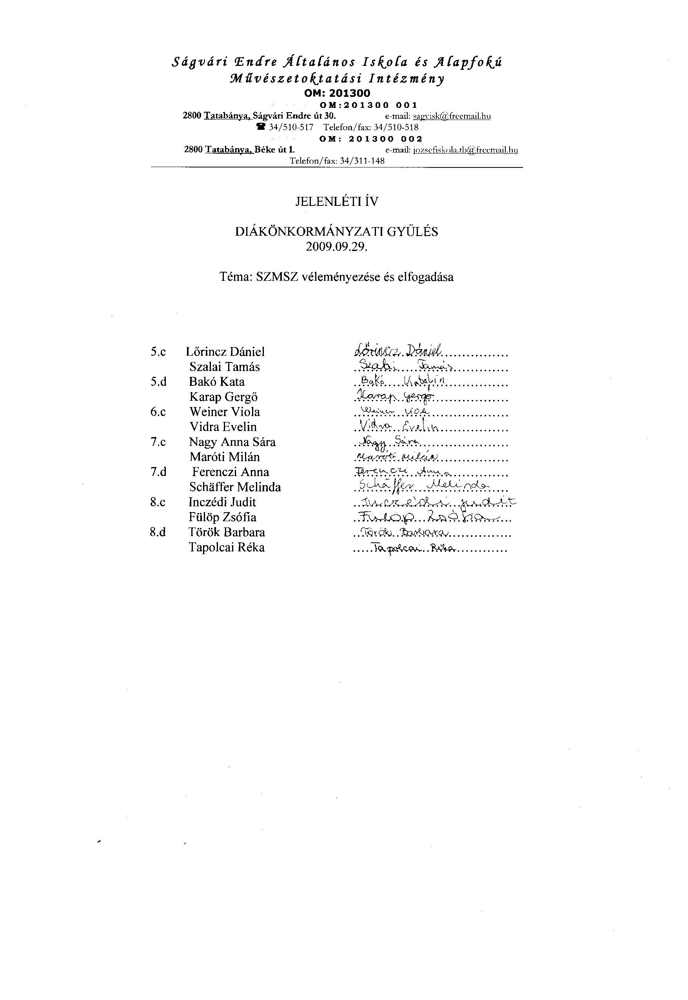 Ságvári Endre Általános Iskola és Alapfokú
Művészetoktatási Intézmény
OM: 201300
OM:201300 001
2800 Tatabánya, Ságvári Endre út 30. e-mail: sagvisk@freemail.hu
☎ 34/510-517 Telefon/fax: 34/510-518
OM: 201300 002
2800 Tatabánya, Béke út 1. e-mail: jozsefiskola.tb@freemail.hu
Telefon/fax: 34/311-148
JELENLÉTI ÍV
DIÁKÖNKORMÁNYZATI GYŰLÉS
2009.09.29.
Téma: SZMSZ véleményezése és elfogadása
5.c Lőrincz Dániel Lőrincz Dániel
Szalai Tamás Szalai Tamás
5.d Bakó Kata Bakó Katalin
Karap Gergő Karap Gergő
6.c Weiner Viola Weiner Viola
Vidra Evelin Vidra Evelin
7.c Nagy Anna Sára Nagy Sára
Maróti Milán Maróti Milán
7.d Ferenczi Anna Ferenczi Anna
Schäffer Melinda Schäffer Melinda
8.c Inczédi Judit Inczédi Judit
Fülöp Zsófia Fülöp Zsófia
8.d Török Barbara Török Barbara
Tapolcai Réka Tapolcai Réka